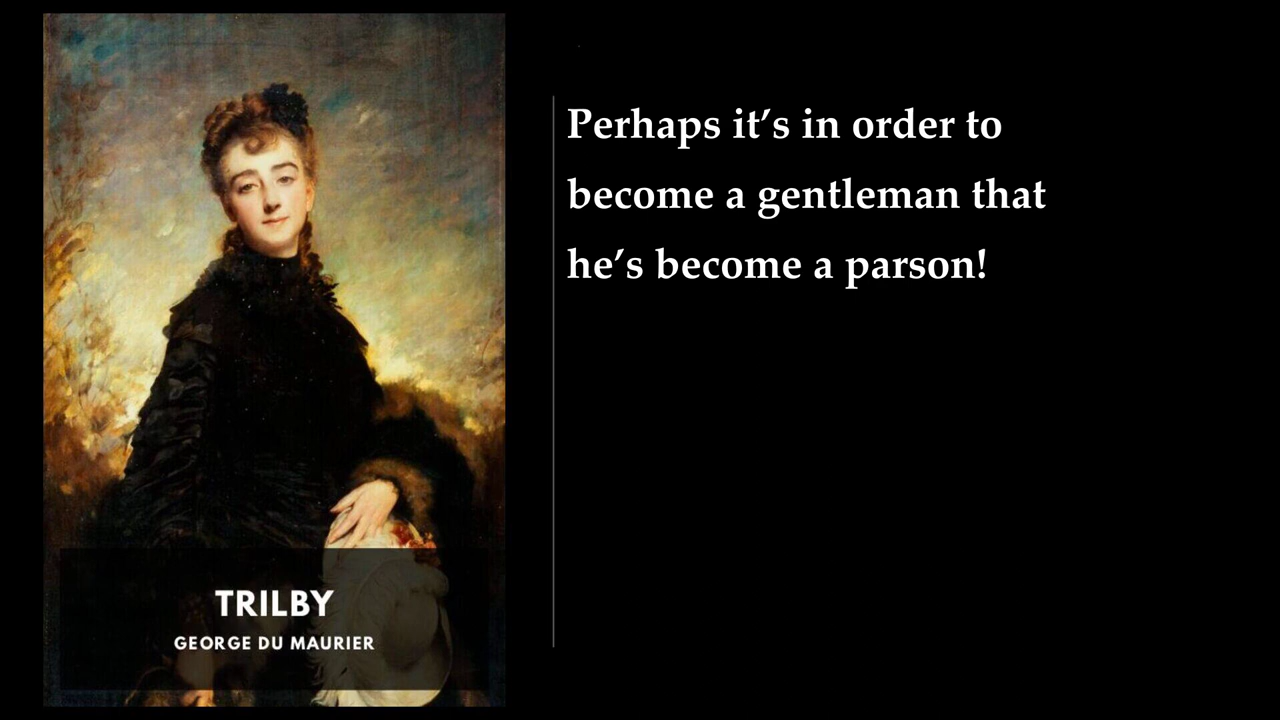 TRILBY
GEORGE DU MAURIER
Perhaps it’s in order to
become a gentleman that
he’s become a parson!